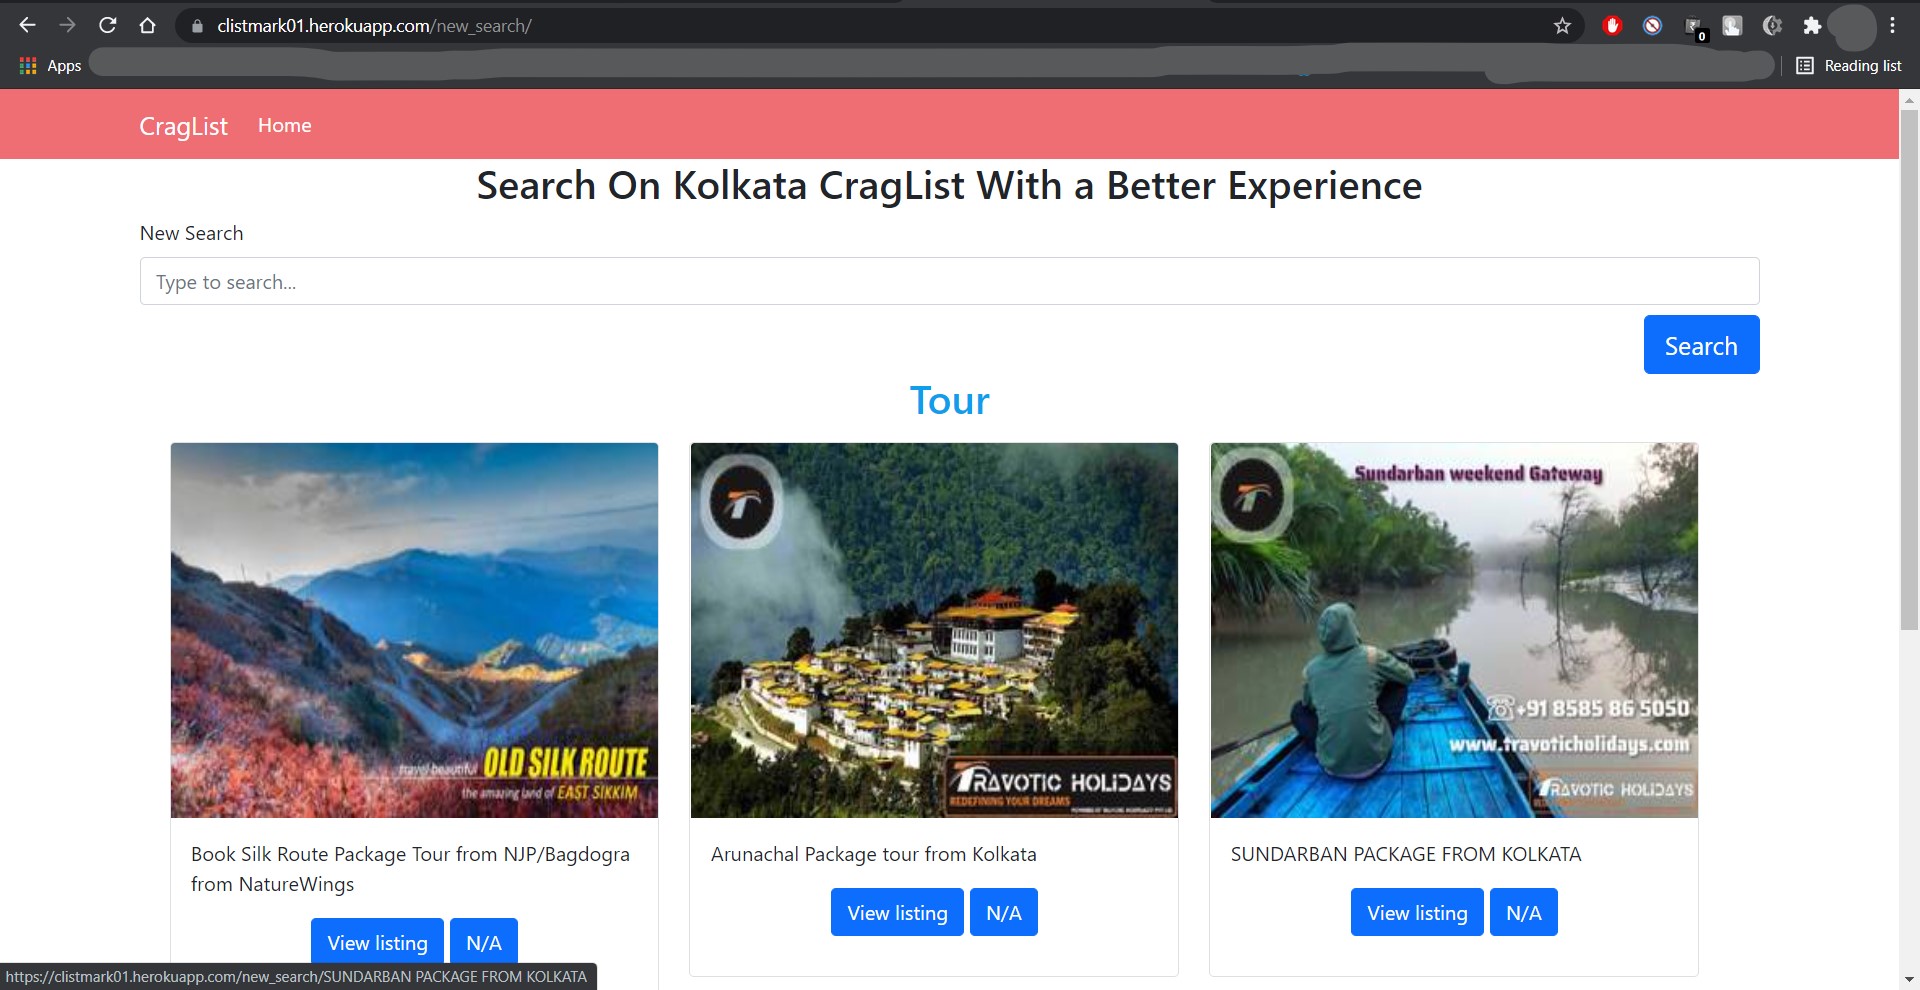 clistmark01.herokuapp.com/new_search/
0
Apps
Reading list
CragList Home
Search On Kolkata CragList With a Better Experience
New Search
Type to search...
Search
Tour
travel beautiful OLD SILK ROUTE
the amazing land of EAST SIKKIM
TRAVOTIC HOLIDAYS
REDEFINING YOUR DREAMS
Sundarban weekend Gateway
+91 8585 86 5050
www.travoticholidays.com
TRAVOTIC HOLIDAYS
Book Silk Route Package Tour from NJP/Bagdogra
from NatureWings
View listing N/A
Arunachal Package tour from Kolkata
View listing N/A
SUNDARBAN PACKAGE FROM KOLKATA
View listing N/A
https://clistmark01.herokuapp.com/new_search/SUNDARBAN PACKAGE FROM KOLKATA